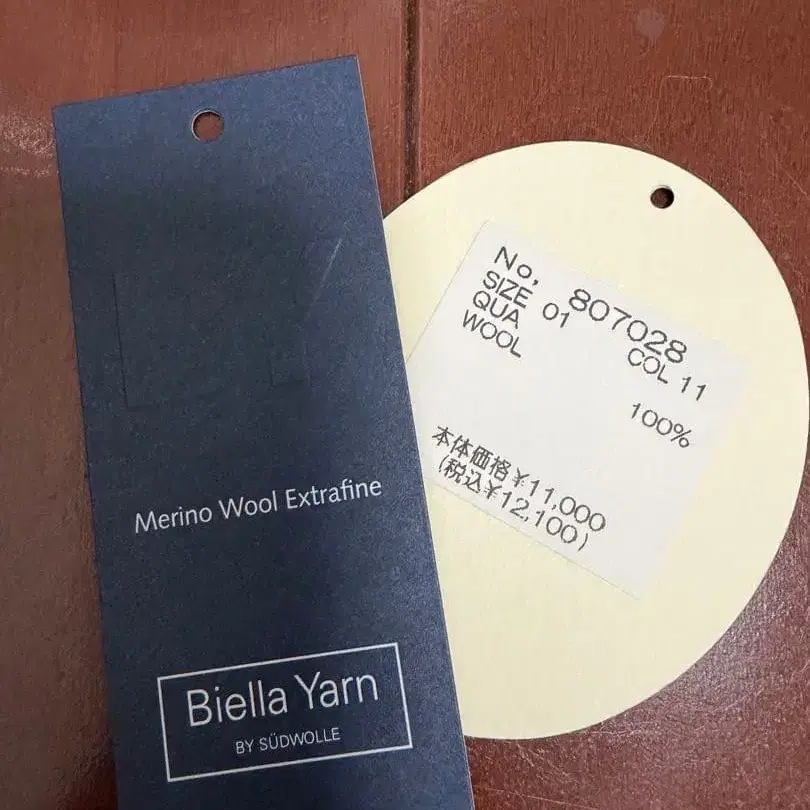 Merino Wool Extrafine
Biella Yarn
BY SÜDWOLLE
No. 807028
SIZE 01 COL 11
QUA
WOOL 100%
本体価格¥11,000
(税込¥12,100)